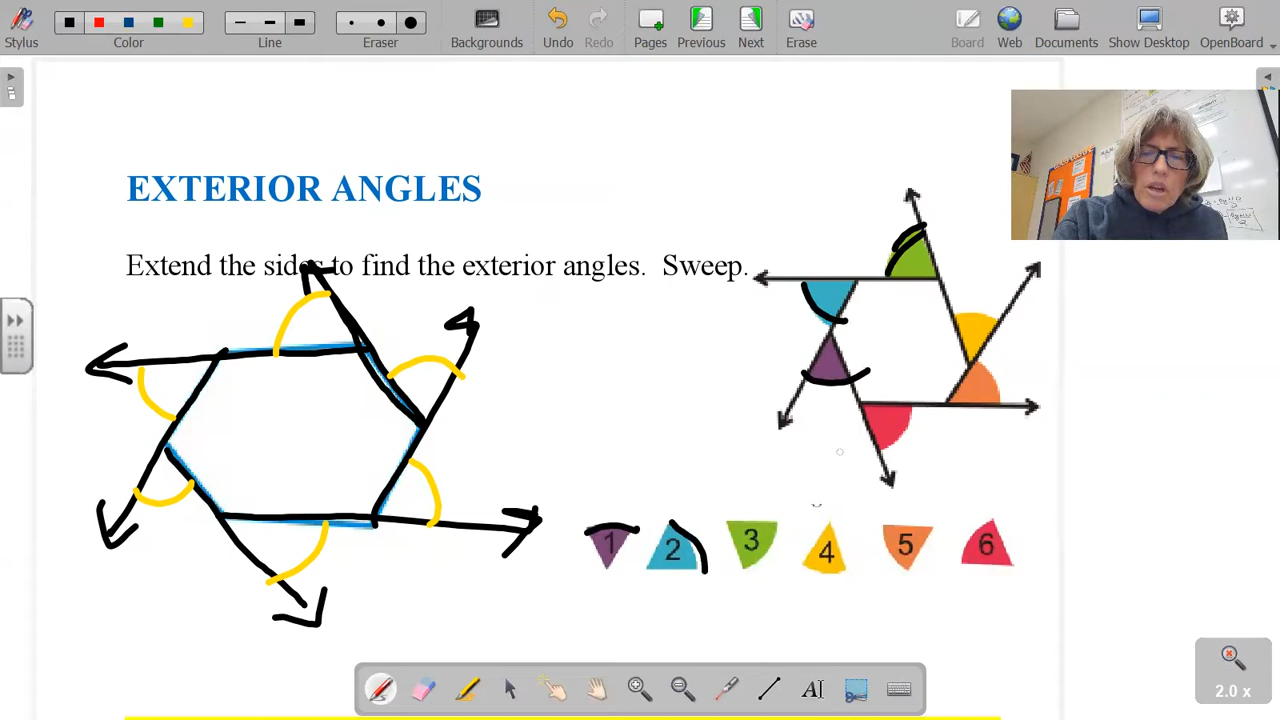 Stylus Color Line Eraser Backgrounds Undo Redo Pages Previous Next Erase Board Web Documents Show Desktop OpenBoard
EXTERIOR ANGLES
Extend the sides to find the exterior angles. Sweep.
1 2 3 4 5 6
2.0 x